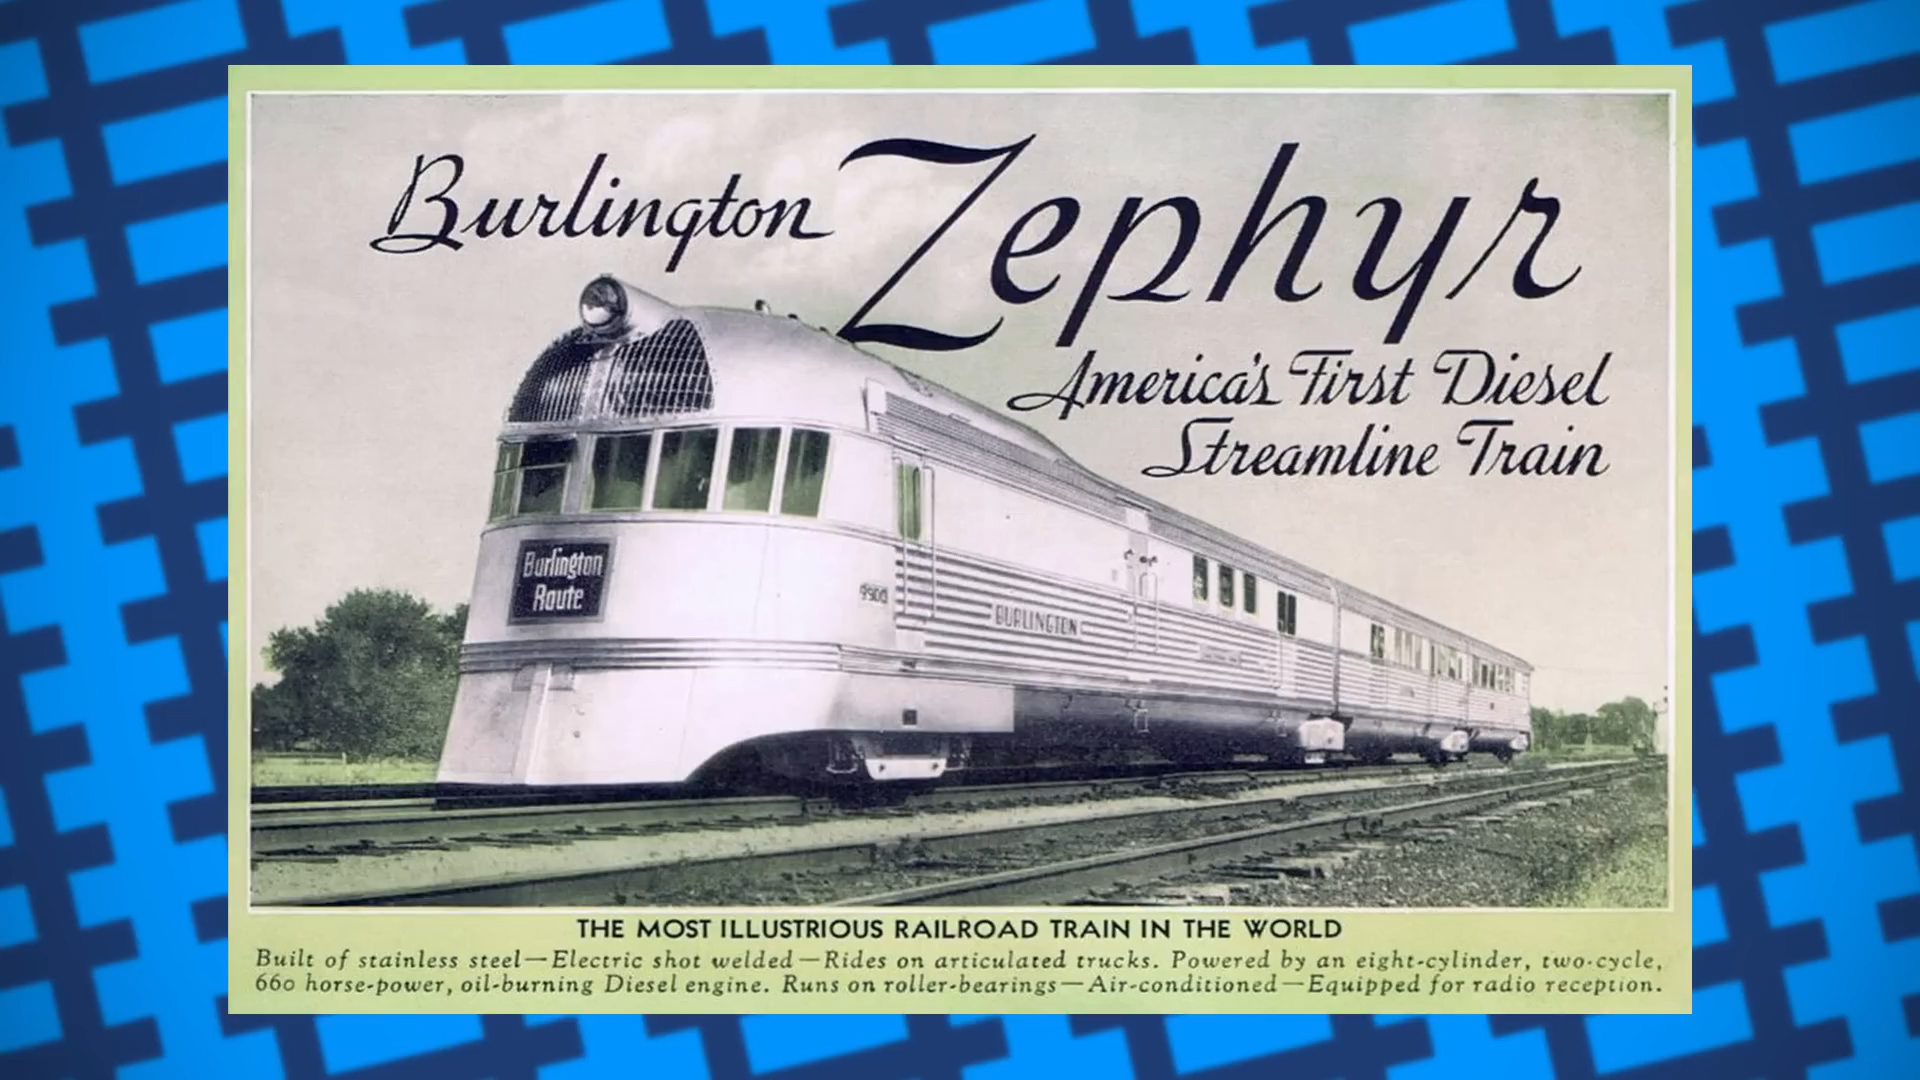 Burlington Zephyr
America's First Diesel
Streamline Train
Burlington
Route
9900
BURLINGTON
THE MOST ILLUSTRIOUS RAILROAD TRAIN IN THE WORLD
Built of stainless steel—Electric shot welded—Rides on articulated trucks. Powered by an eight-cylinder, two-cycle,
660 horse-power, oil-burning Diesel engine. Runs on roller-bearings—Air-conditioned—Equipped for radio reception.